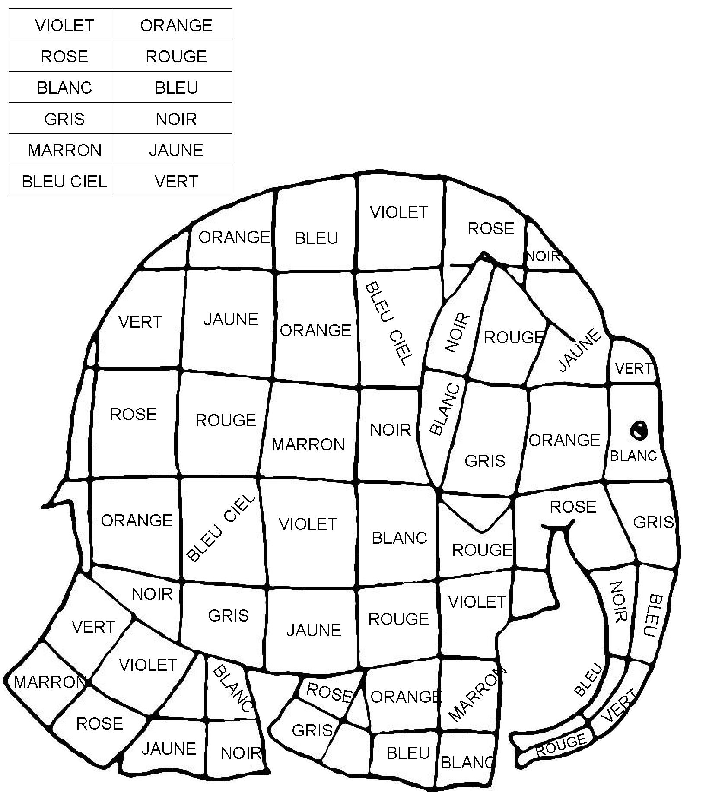 VIOLET ORANGE
ROSE ROUGE
BLANC BLEU
GRIS NOIR
MARRON JAUNE
BLEU CIEL VERT
VIOLET
ORANGE BLEU ROSE
NOIR
VERT JAUNE ORANGE BLEU CIEL NOIR ROUGE JAUNE
VERT
ROSE ROUGE MARRON NOIR BLANC GRIS ORANGE BLANC
ORANGE BLEU CIEL VIOLET BLANC ROUGE ROSE GRIS
NOIR GRIS JAUNE ROUGE VIOLET NOIR BLEU
VERT VIOLET BLANC ROSE ORANGE MARRON BLEU VERT
MARRON ROSE JAUNE NOIR GRIS BLEU BLANC ROUGE